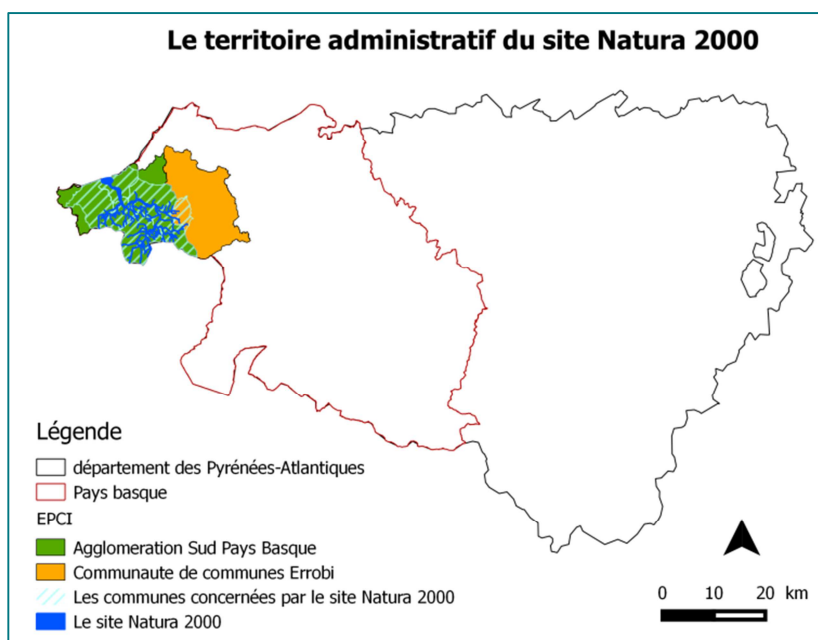 Le territoire administratif du site Natura 2000
Légende
département des Pyrénées-Atlantiques
Pays basque
EPCI
Agglomeration Sud Pays Basque
Communaute de communes Errobi
Les communes concernées par le site Natura 2000
Le site Natura 2000
0 10 20 km